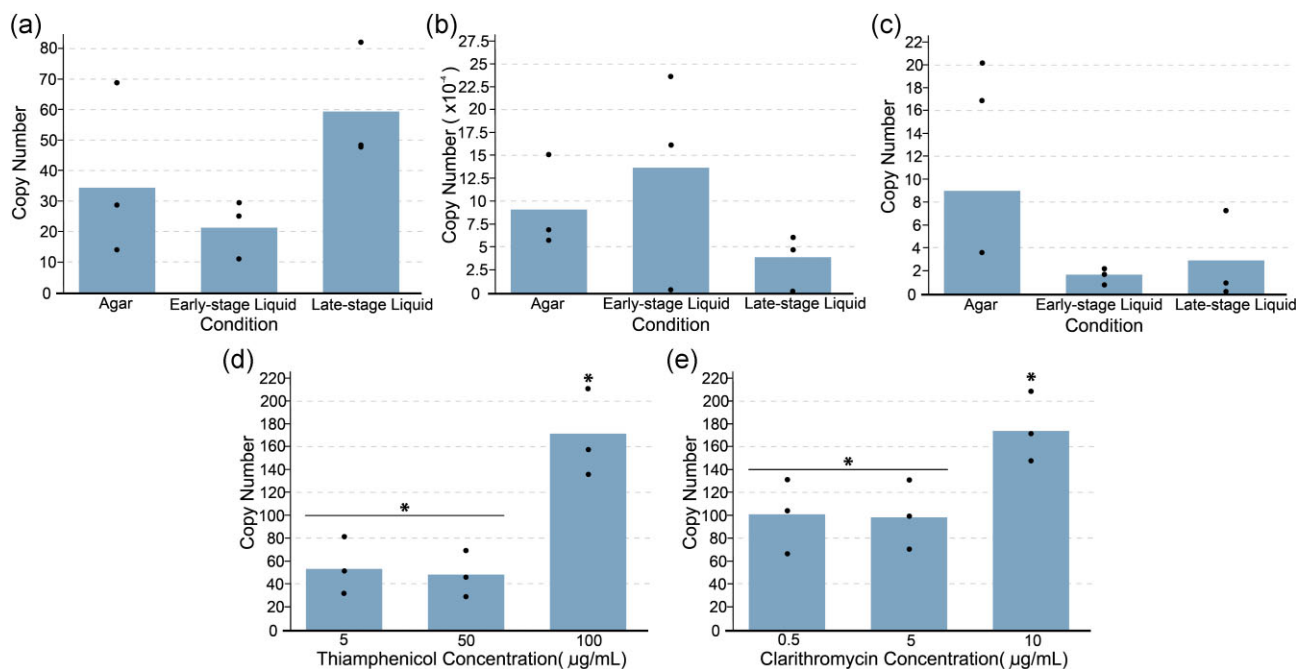 (a)
Copy Number
80
70
60
50
40
30
20
10
0
Agar
Early-stage Liquid
Late-stage Liquid
Condition
(b)
Copy Number ( x10⁻⁴)
27.5
25
22.5
20
17.5
15
12.5
10
7.5
5
2.5
0
Agar
Early-stage Liquid
Late-stage Liquid
Condition
(c)
Copy Number
22
20
18
16
14
12
10
8
6
4
2
0
Agar
Early-stage Liquid
Late-stage Liquid
Condition
(d)
Copy Number
220
200
180
160
140
120
100
80
60
40
20
0
*
*
5
50
100
Thiamphenicol Concentration( µg/mL)
(e)
Copy Number
220
200
180
160
140
120
100
80
60
40
20
0
*
*
0.5
5
10
Clarithromycin Concentration( µg/mL)